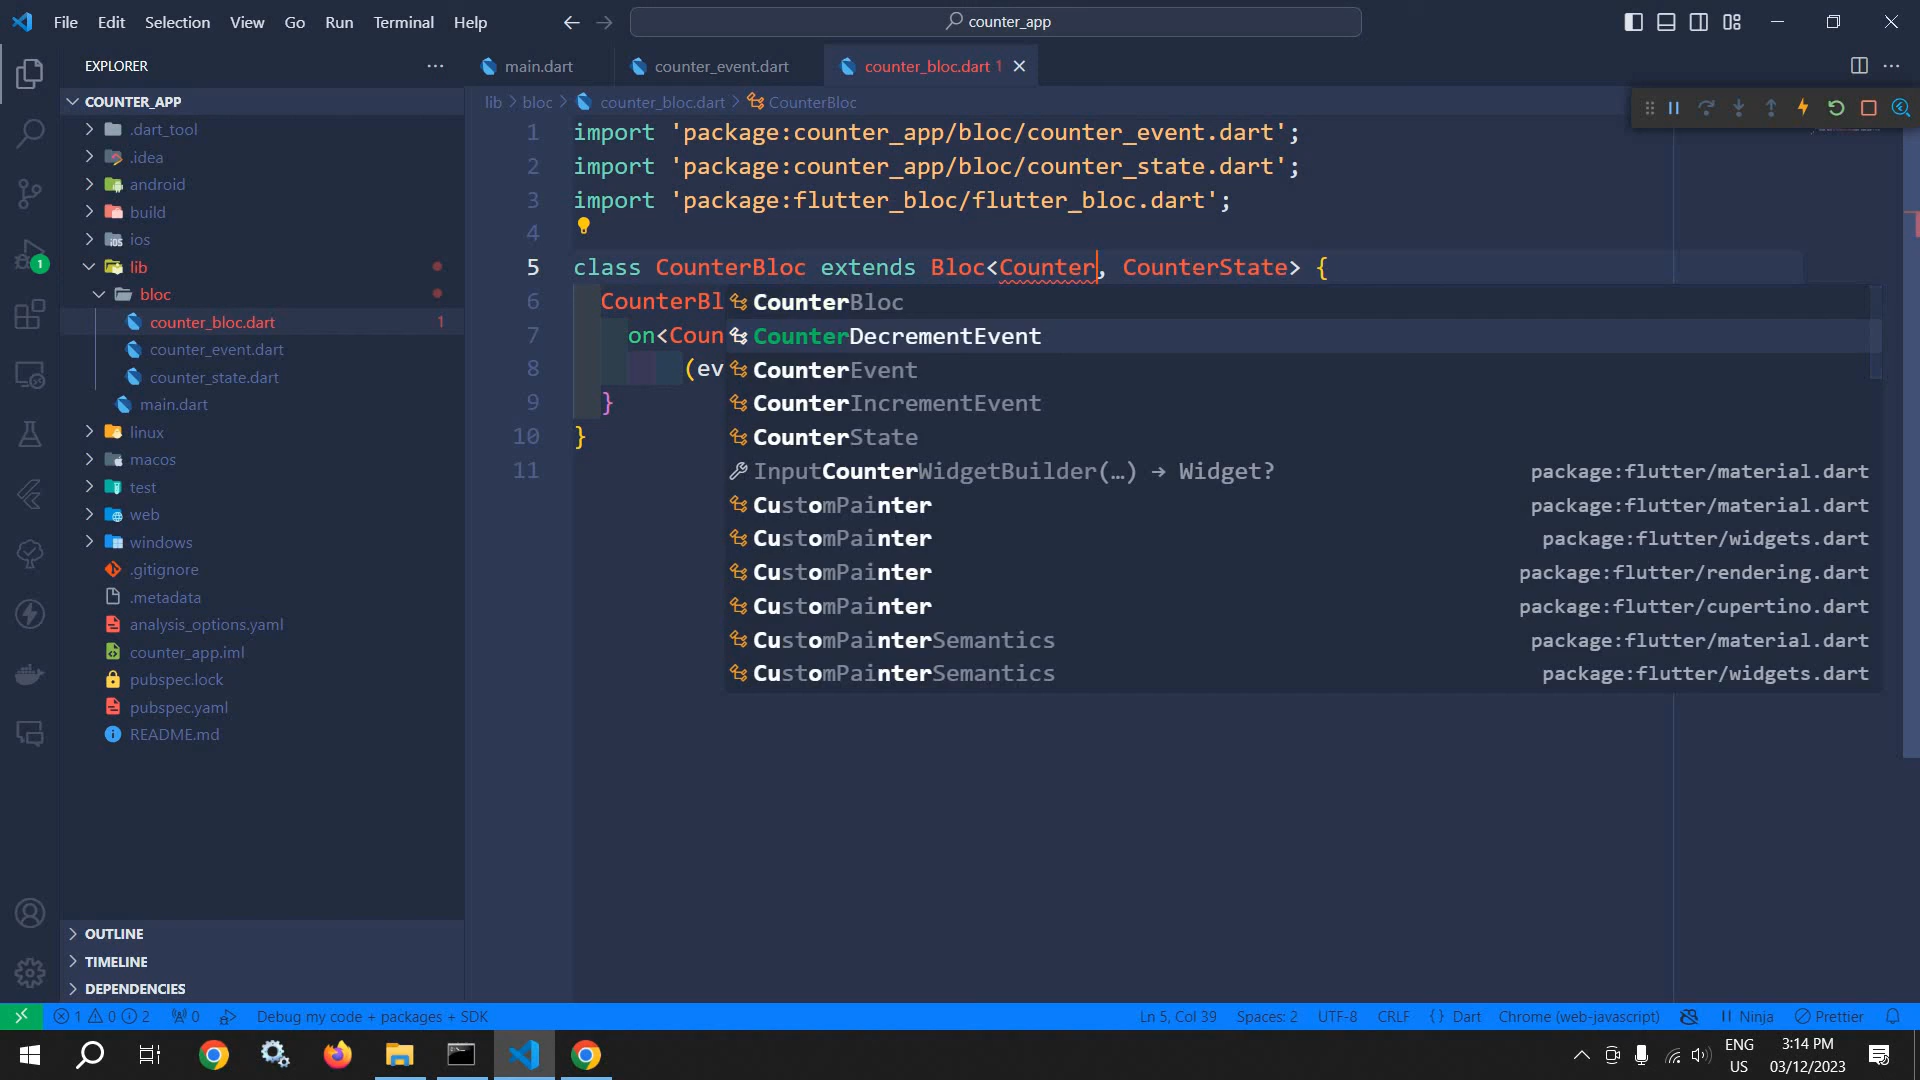 File Edit Selection View Go Run Terminal Help
counter_app
EXPLORER
COUNTER_APP
.dart_tool
.idea
android
build
ios
lib
bloc
counter_bloc.dart 1
counter_event.dart
counter_state.dart
main.dart
linux
macos
test
web
windows
.gitignore
.metadata
analysis_options.yaml
counter_app.iml
pubspec.lock
pubspec.yaml
README.md
OUTLINE
TIMELINE
DEPENDENCIES
1
main.dart counter_event.dart counter_bloc.dart 1
lib > bloc > counter_bloc.dart > CounterBloc
1 import 'package:counter_app/bloc/counter_event.dart';
2 import 'package:counter_app/bloc/counter_state.dart';
3 import 'package:flutter_bloc/flutter_bloc.dart';
4
5 class CounterBloc extends Bloc<Counter, CounterState> {
6 CounterBl
7 on<Coun
8 (ev
9 }
10 }
11
CounterBloc
CounterDecrementEvent
CounterEvent
CounterIncrementEvent
CounterState
InputCounterWidgetBuilder(…) → Widget? package:flutter/material.dart
CustomPainter package:flutter/material.dart
CustomPainter package:flutter/widgets.dart
CustomPainter package:flutter/rendering.dart
CustomPainter package:flutter/cupertino.dart
CustomPainterSemantics package:flutter/material.dart
CustomPainterSemantics package:flutter/widgets.dart
1 0 2 0 Debug my code + packages + SDK Ln 5, Col 39 Spaces: 2 UTF-8 CRLF {} Dart Chrome (web-javascript) Ninja Prettier
ENG
US
3:14 PM
03/12/2023